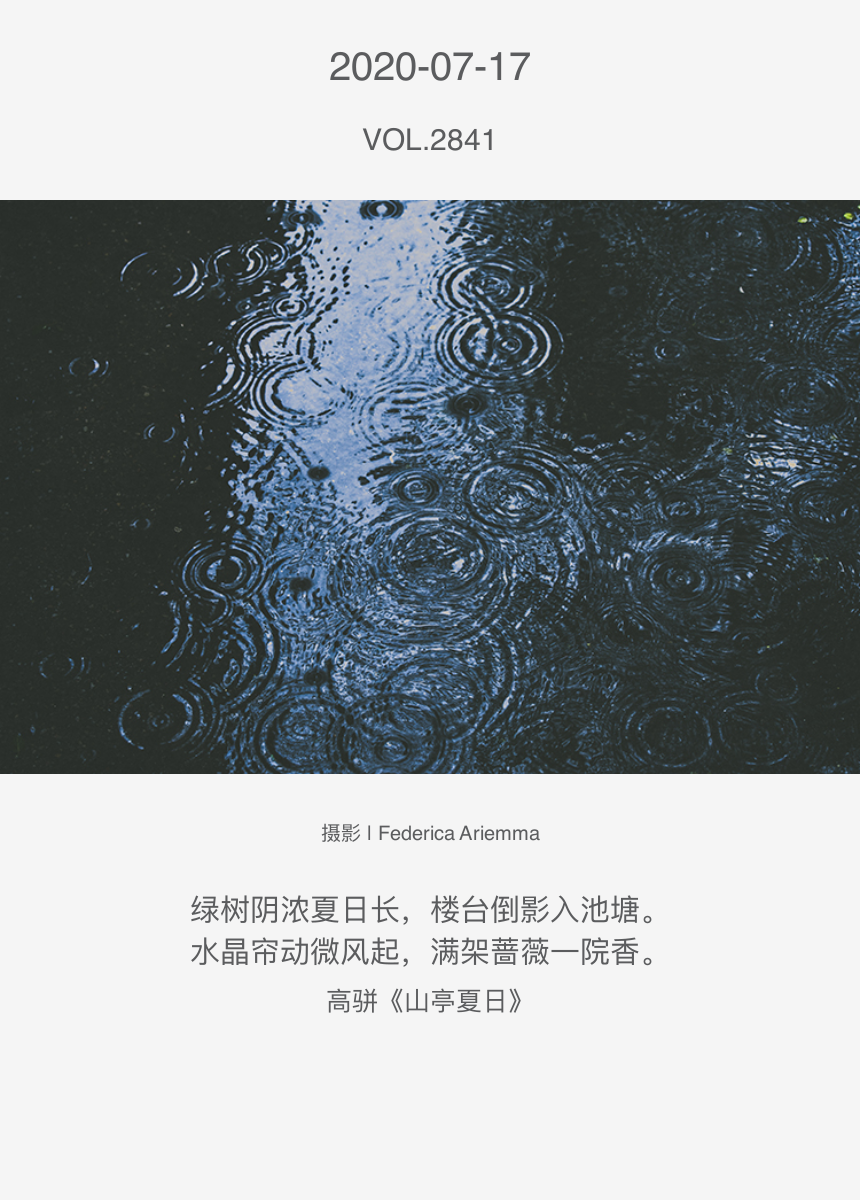 2020-07-17
VOL.2841
摄影 | Federica Ariemma
绿树阴浓夏日长，楼台倒影入池塘。
水晶帘动微风起，满架蔷薇一院香。
高骈《山亭夏日》